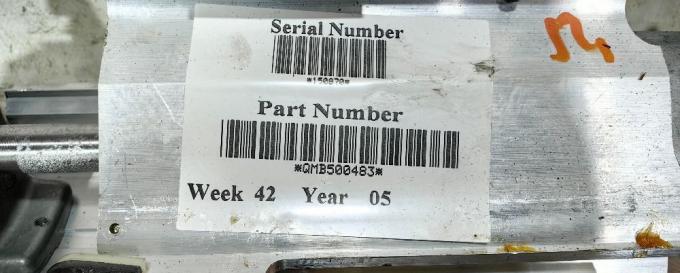 Serial Number
*150870*
Part Number
*QMB500483*
Week 42 Year 05